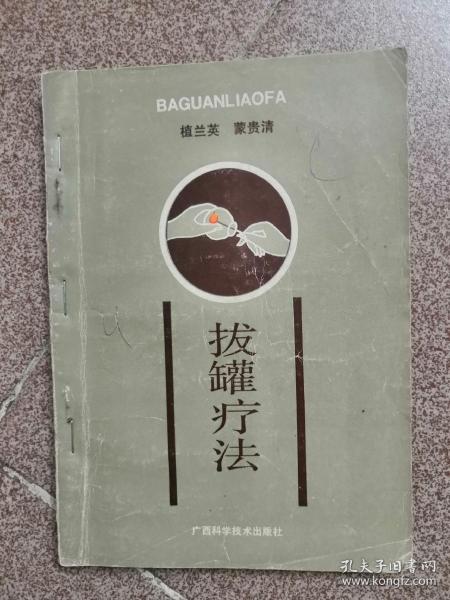 BAGUANLIAOFA
植兰英 蒙贵清
拔罐疗法
广西科学技术出版社
孔夫子旧书网
www.kongfz.com